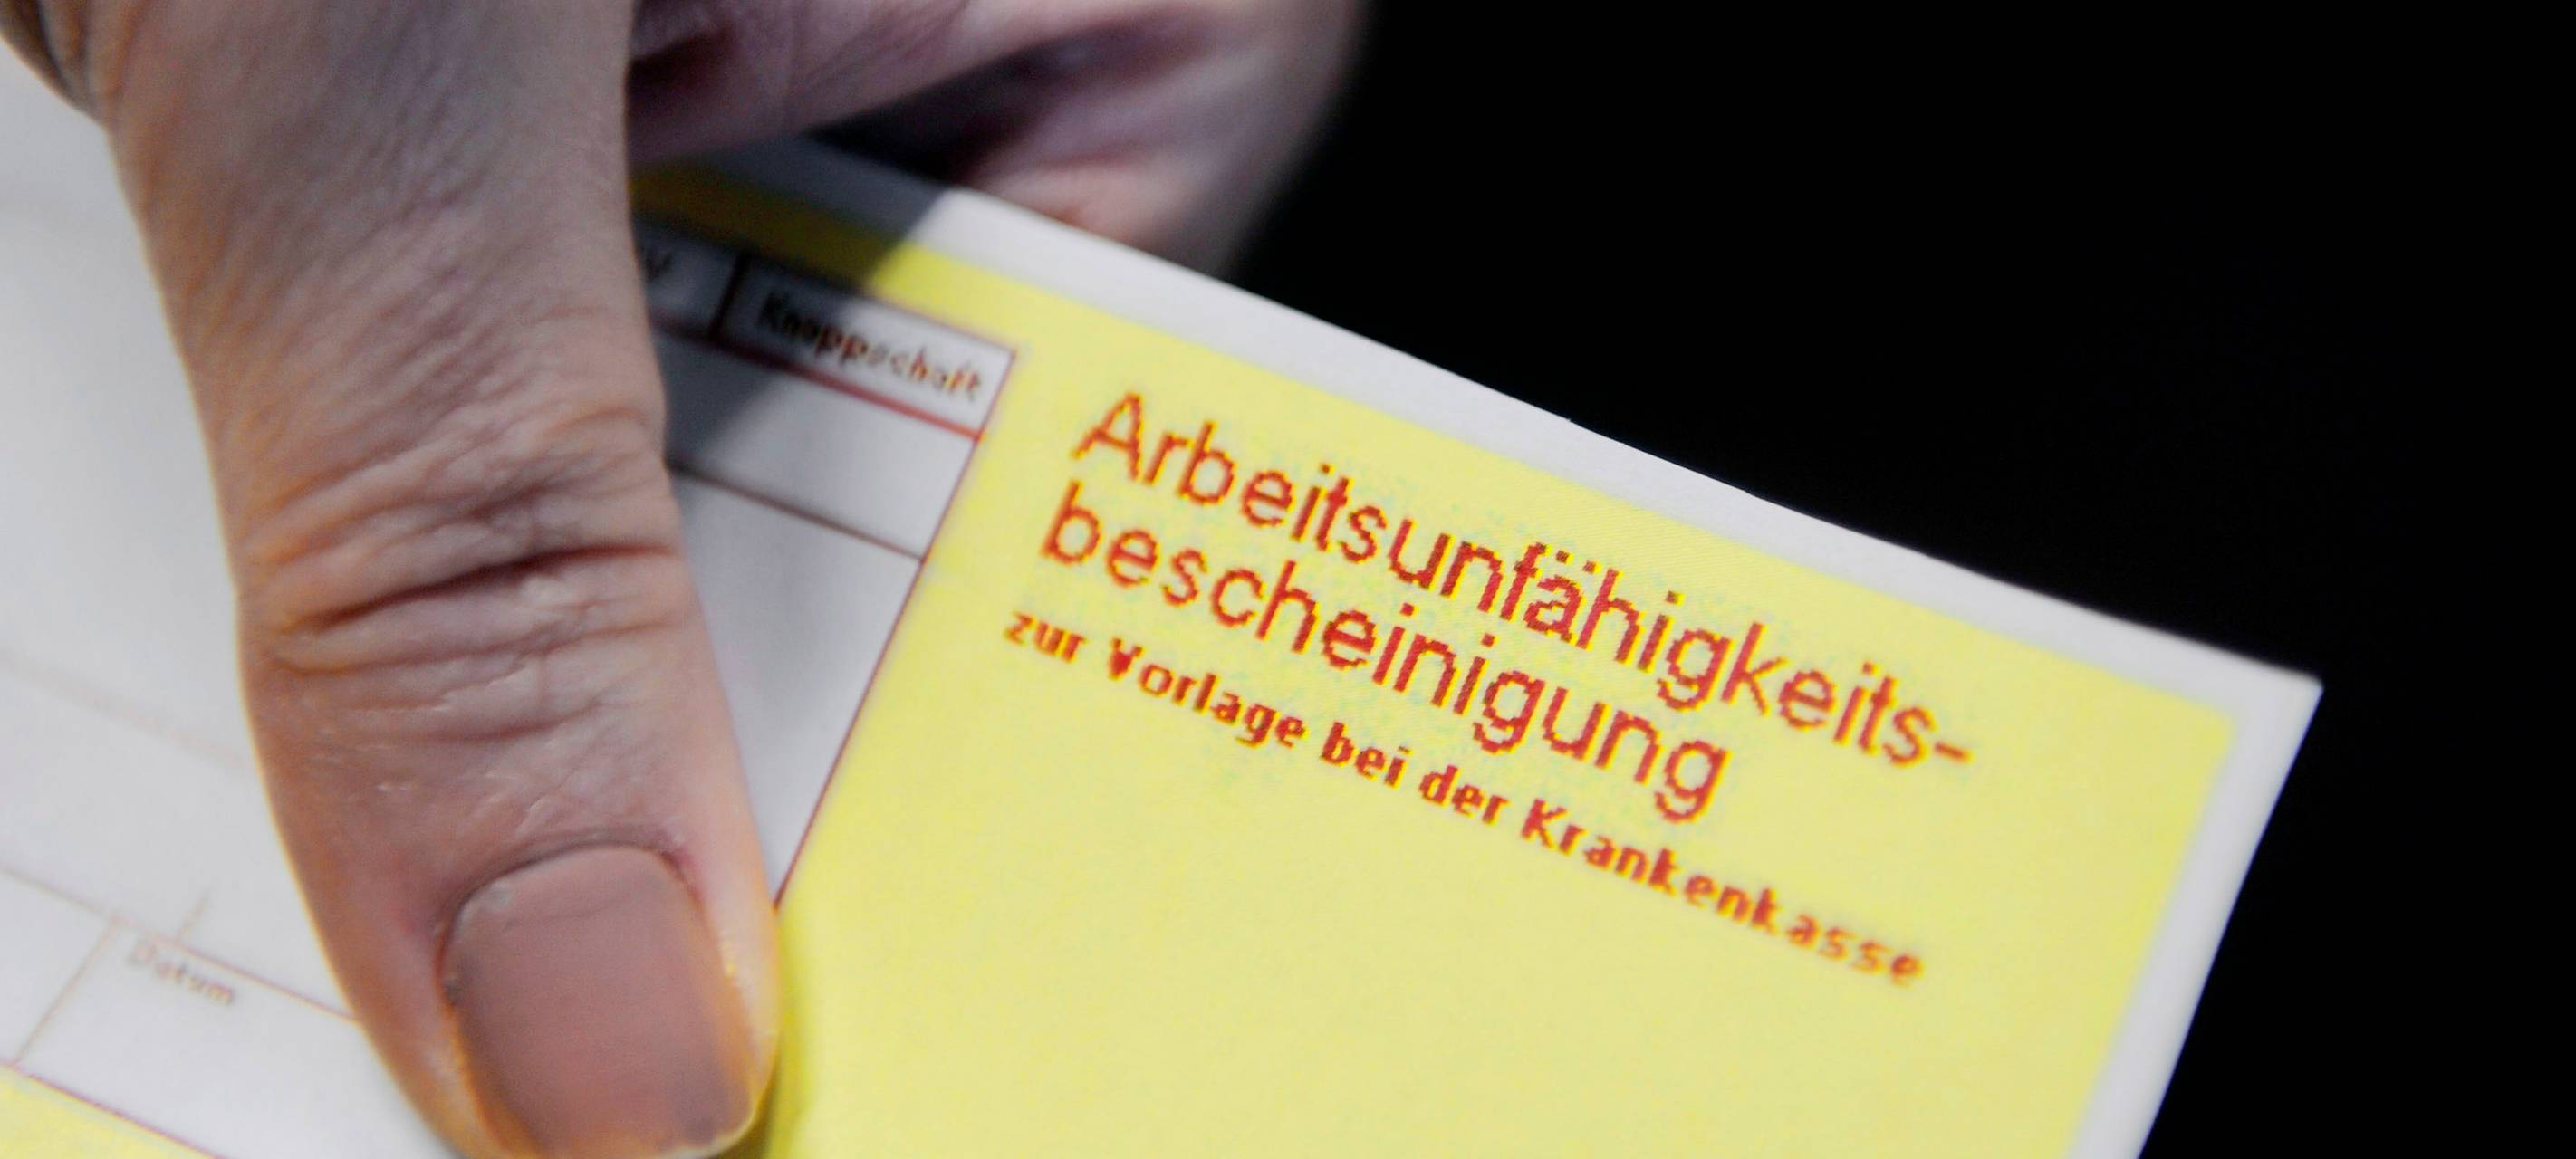 Knappschaft
Arbeitsunfähigkeits-
bescheinigung
zur Vorlage bei der Krankenkasse
Datum